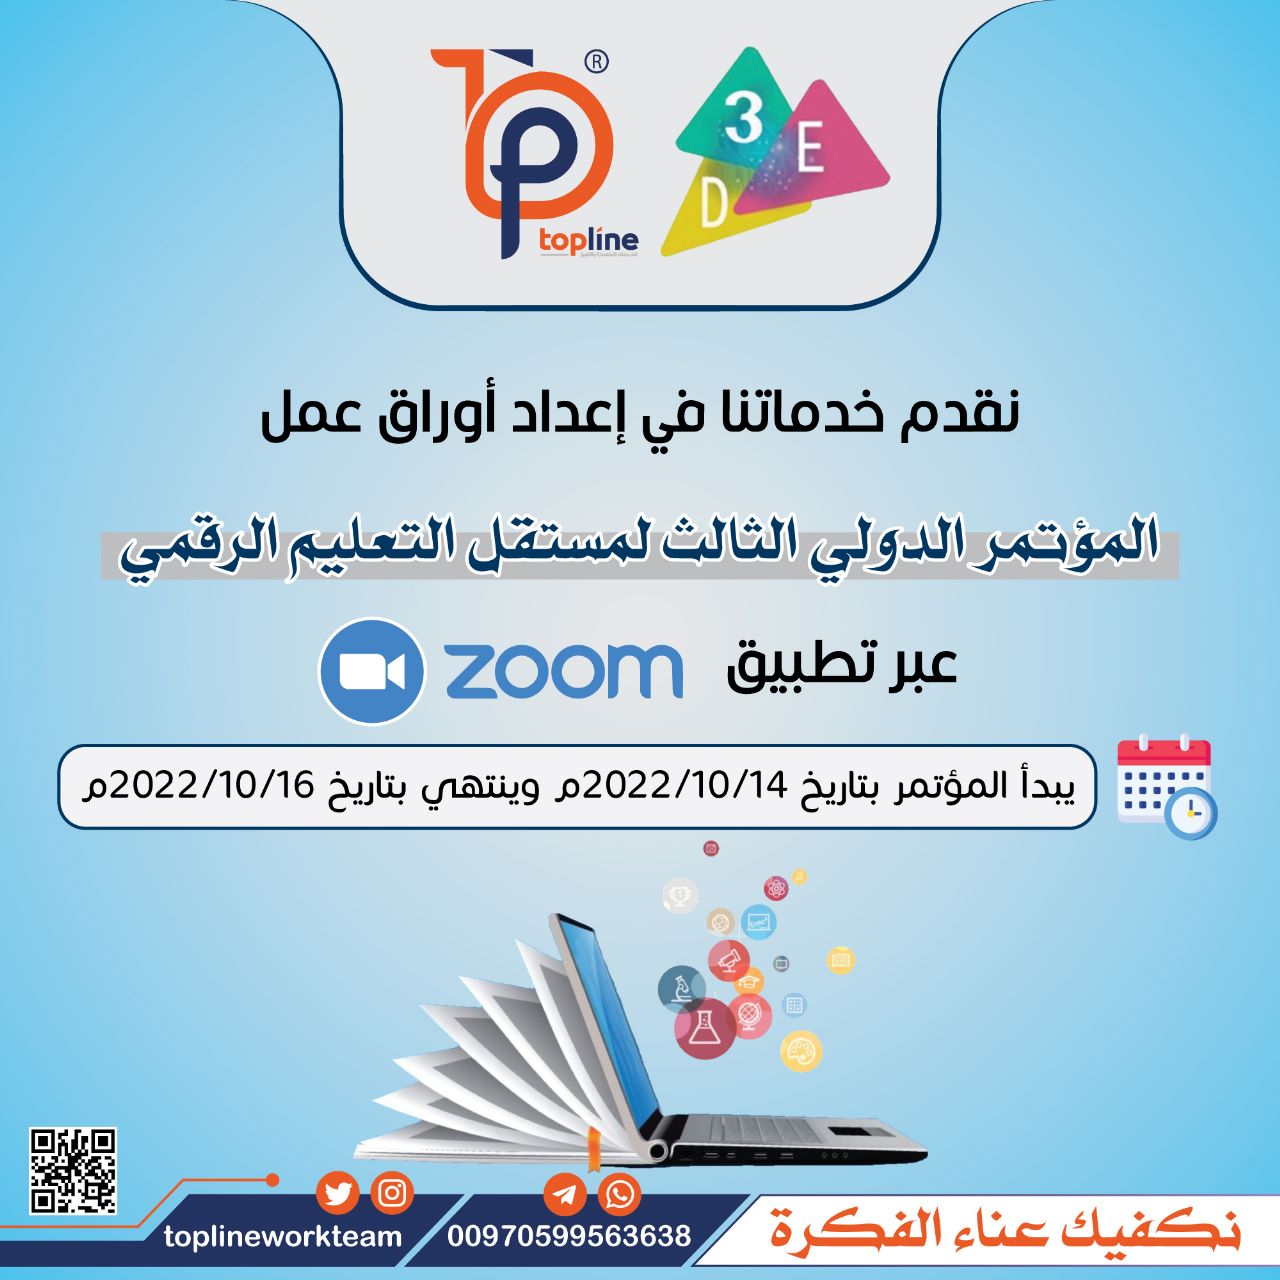 ®
3
E
D
topline
نقدم خدماتنا في إعداد أوراق عمل
المؤتمر الدولي الثالث لمستقل التعليم الرقمي
عبر تطبيق zoom
يبدأ المؤتمر بتاريخ 2022/10/14م وينتهي بتاريخ 2022/10/16م
نكفيك عناء الفكرة
00970599563638
toplineworkteam